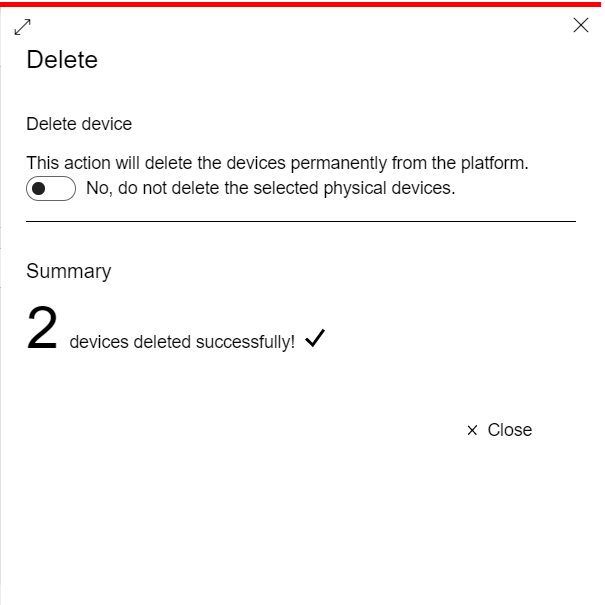 Delete
Delete device
This action will delete the devices permanently from the platform.
No, do not delete the selected physical devices.
Summary
2 devices deleted successfully!
Close